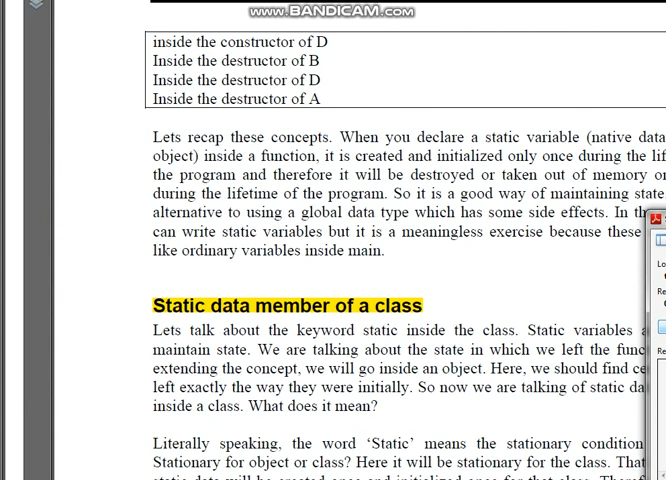 www.BANDICAM.com
inside the constructor of D
Inside the destructor of B
Inside the destructor of D
Inside the destructor of A
Lets recap these concepts. When you declare a static variable (native data
object) inside a function, it is created and initialized only once during the
the program and therefore it will be destroyed or taken out of memory
during the lifetime of the program. So it is a good way of maintaining state
alternative to using a global data type which has some side effects. In
can write static variables but it is a meaningless exercise because these
like ordinary variables inside main.
Static data member of a class
Lets talk about the keyword static inside the class. Static variables
maintain state. We are talking about the state in which we left the
extending the concept, we will go inside an object. Here, we should find
left exactly the way they were initially. So now we are talking of static
inside a class. What does it mean?
Literally speaking, the word ‘Static’ means the stationary condition
Stationary for object or class? Here it will be stationary for the class. That